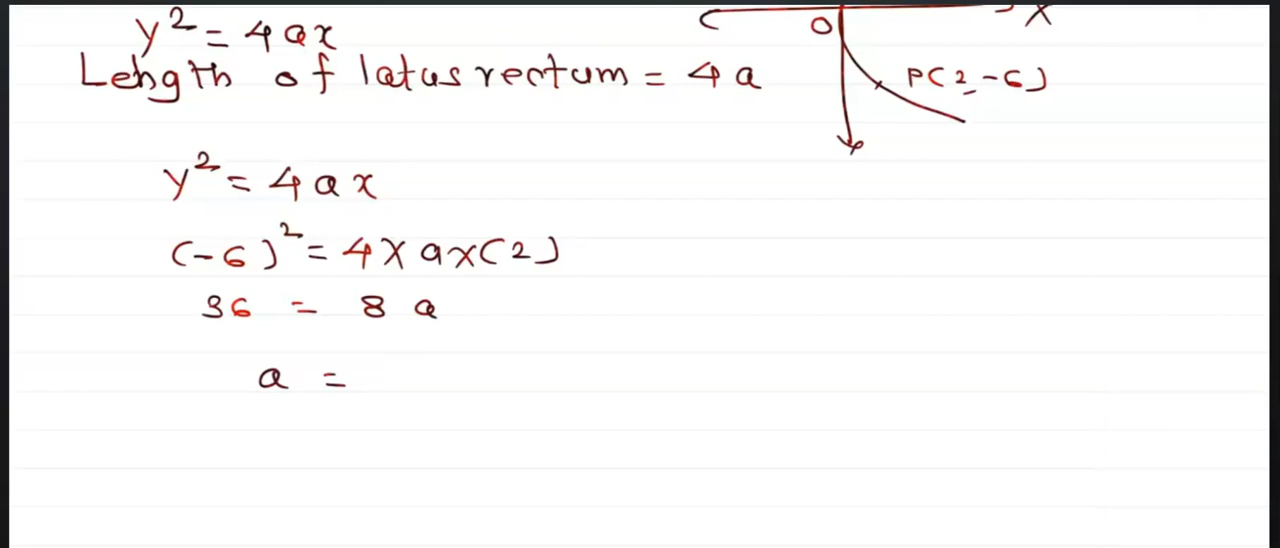 y² = 4ax
Length of latus rectum = 4a
O
X
P(2,-6)
y² = 4ax
(-6)² = 4×a×(2)
36 = 8a
a =